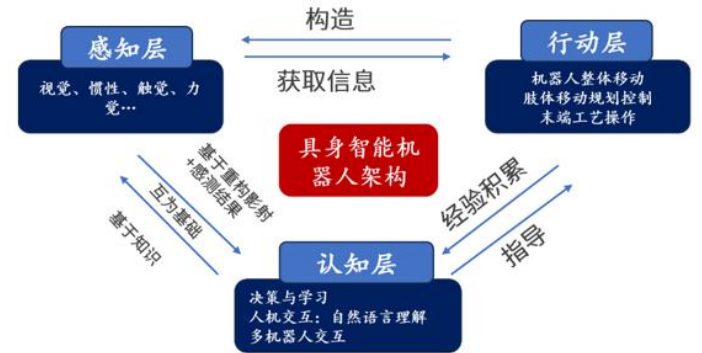 构造
感知层
行动层
视觉、惯性、触觉、力
觉…
获取信息
机器人整体移动
肢体移动规划控制
末端工艺操作
具身智能机
器人架构
基于重构影射
+感测结果
互为基础
基于知识
经验积累
指导
认知层
决策与学习
人机交互：自然语言理解
多机器人交互